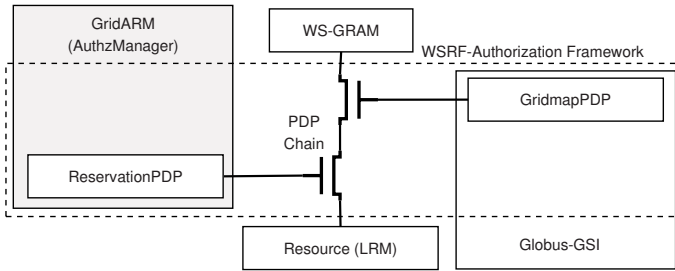 GridARM
(AuthzManager)
WS-GRAM
WSRF-Authorization Framework
GridmapPDP
PDP
Chain
ReservationPDP
Resource (LRM)
Globus-GSI